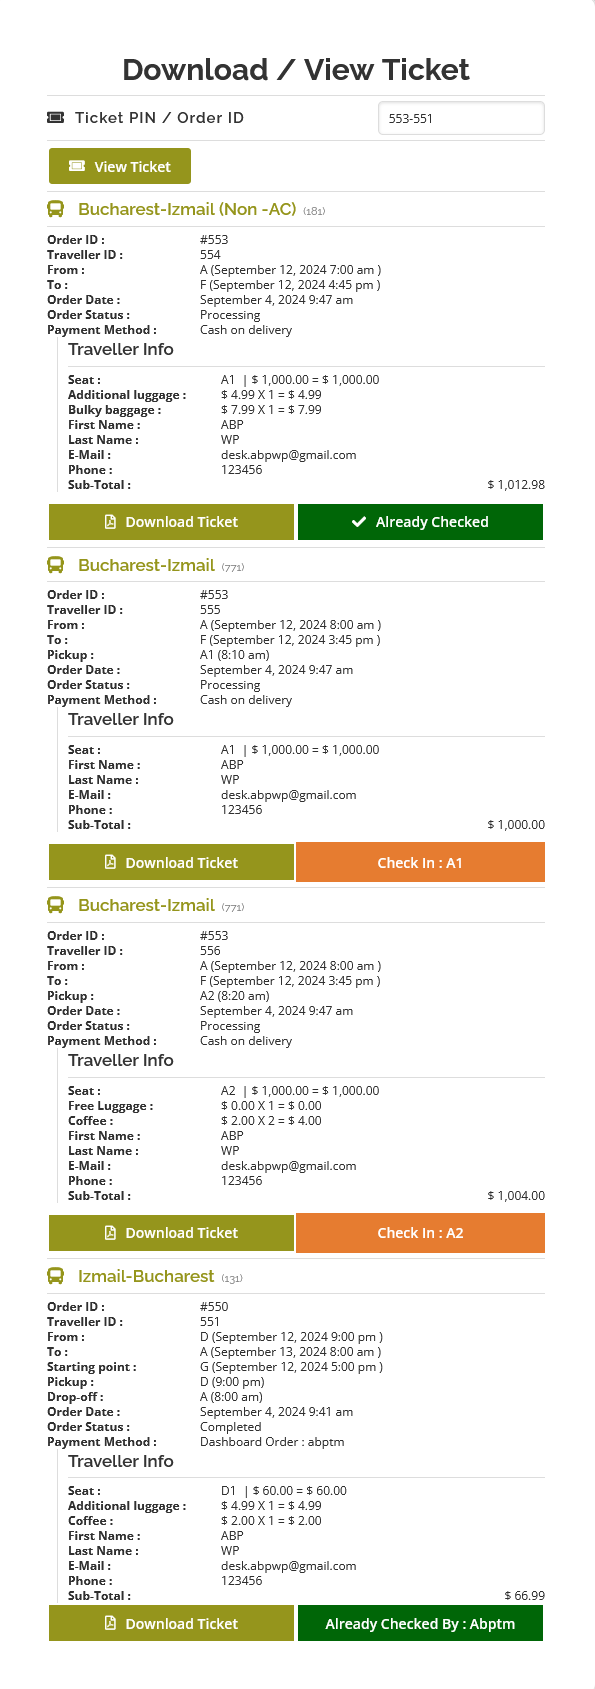 Download / View Ticket
Ticket PIN / Order ID 553-551
View Ticket
Bucharest-Izmail (Non -AC) (181)
Order ID : #553
Traveller ID : 554
From : A (September 12, 2024 7:00 am )
To : F (September 12, 2024 4:45 pm )
Order Date : September 4, 2024 9:47 am
Order Status : Processing
Payment Method : Cash on delivery
Traveller Info
Seat : A1 | $ 1,000.00 = $ 1,000.00
Additional luggage : $ 4.99 X 1 = $ 4.99
Bulky baggage : $ 7.99 X 1 = $ 7.99
First Name : ABP
Last Name : WP
E-Mail : desk.abpwp@gmail.com
Phone : 123456
Sub-Total : $ 1,012.98
Download Ticket Already Checked
Bucharest-Izmail (771)
Order ID : #553
Traveller ID : 555
From : A (September 12, 2024 8:00 am )
To : F (September 12, 2024 3:45 pm )
Pickup : A1 (8:10 am)
Order Date : September 4, 2024 9:47 am
Order Status : Processing
Payment Method : Cash on delivery
Traveller Info
Seat : A1 | $ 1,000.00 = $ 1,000.00
First Name : ABP
Last Name : WP
E-Mail : desk.abpwp@gmail.com
Phone : 123456
Sub-Total : $ 1,000.00
Download Ticket Check In : A1
Bucharest-Izmail (771)
Order ID : #553
Traveller ID : 556
From : A (September 12, 2024 8:00 am )
To : F (September 12, 2024 3:45 pm )
Pickup : A2 (8:20 am)
Order Date : September 4, 2024 9:47 am
Order Status : Processing
Payment Method : Cash on delivery
Traveller Info
Seat : A2 | $ 1,000.00 = $ 1,000.00
Free Luggage : $ 0.00 X 1 = $ 0.00
Coffee : $ 2.00 X 2 = $ 4.00
First Name : ABP
Last Name : WP
E-Mail : desk.abpwp@gmail.com
Phone : 123456
Sub-Total : $ 1,004.00
Download Ticket Check In : A2
Izmail-Bucharest (131)
Order ID : #550
Traveller ID : 551
From : D (September 12, 2024 9:00 pm )
To : A (September 13, 2024 8:00 am )
Starting point : G (September 12, 2024 5:00 pm )
Pickup : D (9:00 pm)
Drop-off : A (8:00 am)
Order Date : September 4, 2024 9:41 am
Order Status : Completed
Payment Method : Dashboard Order : abptm
Traveller Info
Seat : D1 | $ 60.00 = $ 60.00
Additional luggage : $ 4.99 X 1 = $ 4.99
Coffee : $ 2.00 X 1 = $ 2.00
First Name : ABP
Last Name : WP
E-Mail : desk.abpwp@gmail.com
Phone : 123456
Sub-Total : $ 66.99
Download Ticket Already Checked By : Abptm